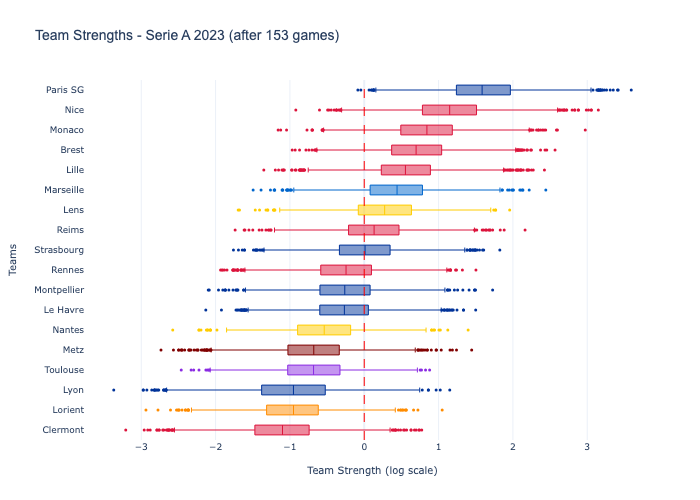 Team Strengths - Serie A 2023 (after 153 games)
Paris SG
Nice
Monaco
Brest
Lille
Marseille
Lens
Reims
Strasbourg
Rennes
Montpellier
Le Havre
Nantes
Metz
Toulouse
Lyon
Lorient
Clermont
Teams
−3 −2 −1 0 1 2 3
Team Strength (log scale)